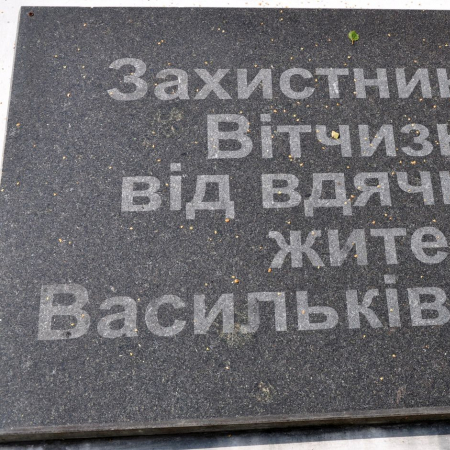 Захистник
Вітчизн
від вдячн
жите
Васильків